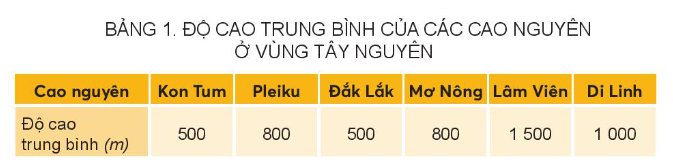 BẢNG 1. ĐỘ CAO TRUNG BÌNH CỦA CÁC CAO NGUYÊN
Ở VÙNG TÂY NGUYÊN
Cao nguyên Kon Tum Pleiku Đắk Lắk Mơ Nông Lâm Viên Di Linh
Độ cao
trung bình (m) 500 800 500 800 1 500 1 000